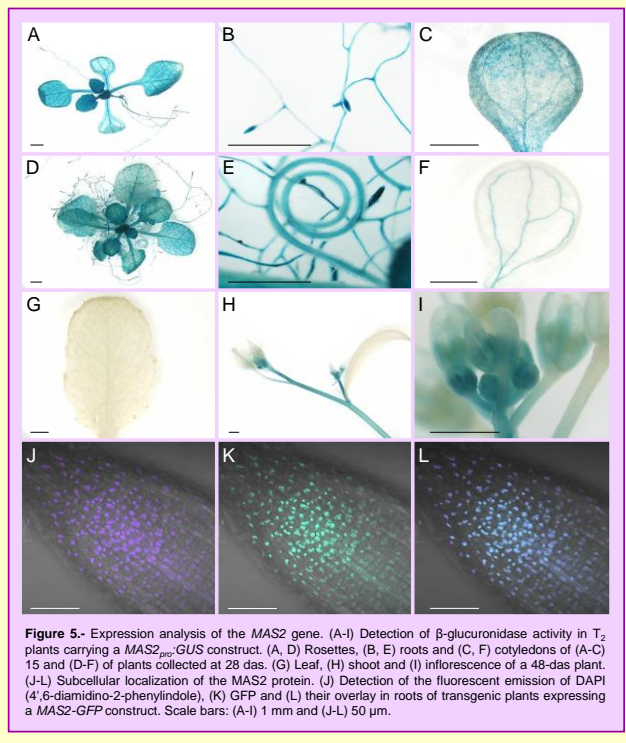 A
B
C
D
E
F
G
H
I
J
K
L
Figure 5.- Expression analysis of the MAS2 gene. (A-I) Detection of β-glucuronidase activity in T2
plants carrying a MAS2pro:GUS construct. (A, D) Rosettes, (B, E) roots and (C, F) cotyledons of (A-C)
15 and (D-F) of plants collected at 28 das. (G) Leaf, (H) shoot and (I) inflorescence of a 48-das plant.
(J-L) Subcellular localization of the MAS2 protein. (J) Detection of the fluorescent emission of DAPI
(4',6-diamidino-2-phenylindole), (K) GFP and (L) their overlay in roots of transgenic plants expressing
a MAS2-GFP construct. Scale bars: (A-I) 1 mm and (J-L) 50 µm.